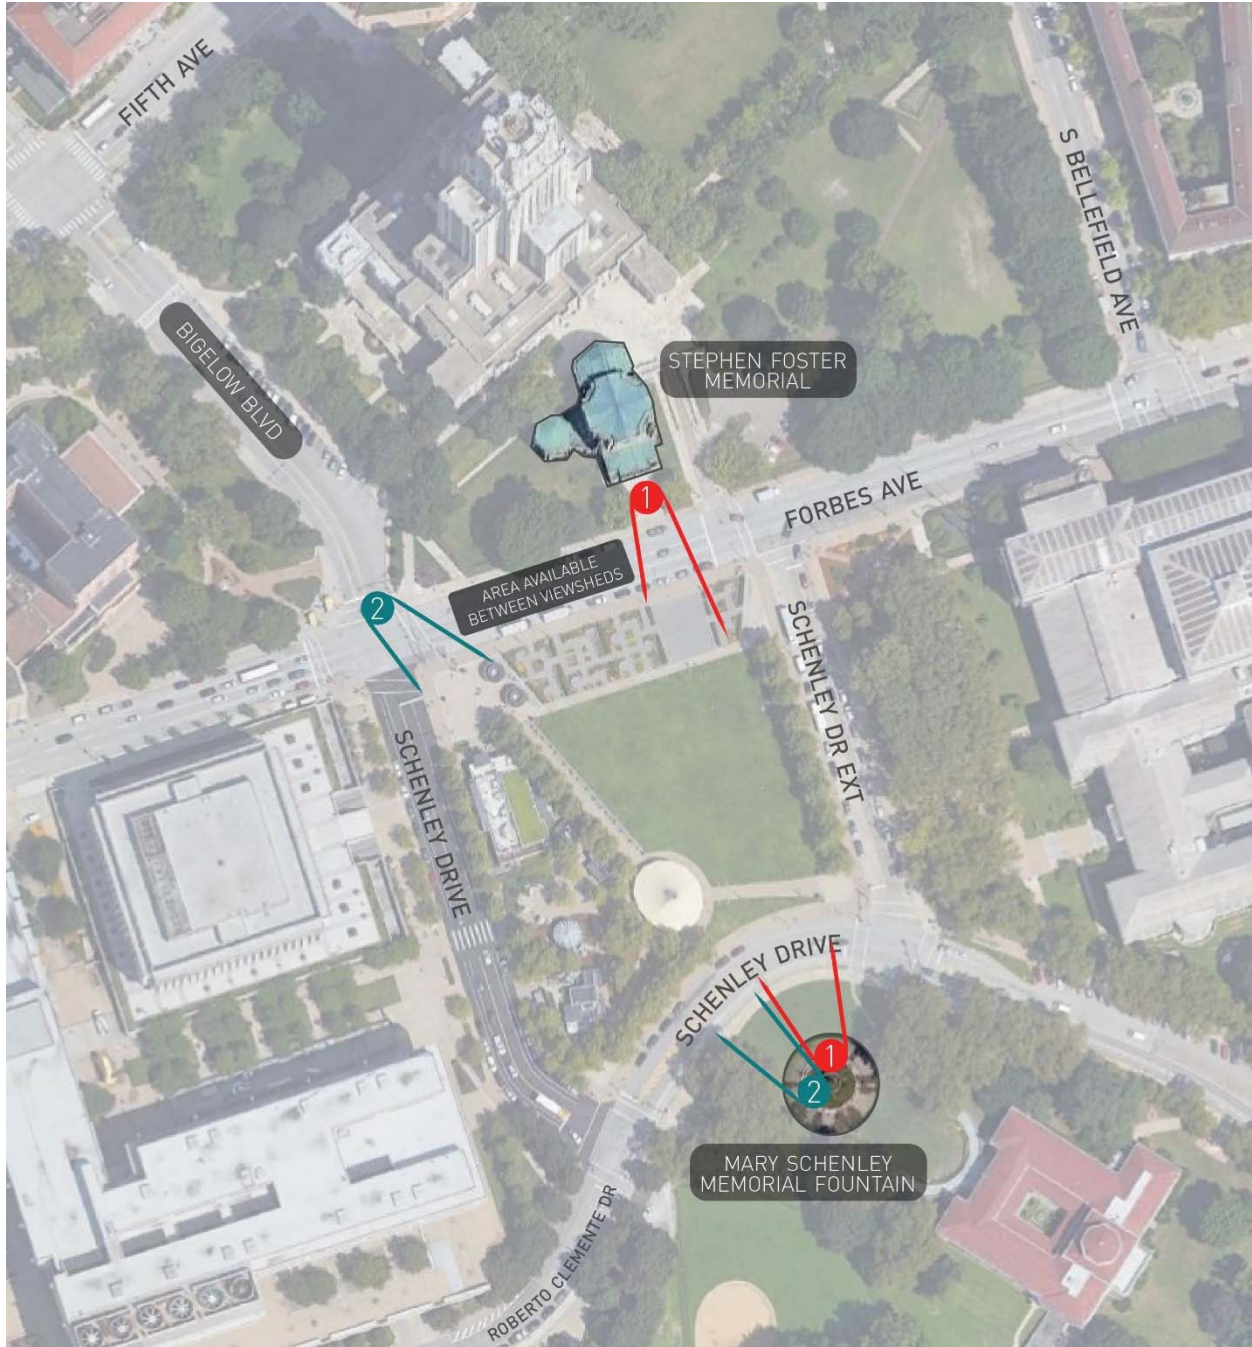 FIFTH AVE
S BELLEFIELD AVE
BIGELOW BLVD
STEPHEN FOSTER
MEMORIAL
1
FORBES AVE
AREA AVAILABLE
BETWEEN VIEWSHEDS
2
SCHENLEY DR EXT
SCHENLEY DRIVE
SCHENLEY DRIVE
1
2
MARY SCHENLEY
MEMORIAL FOUNTAIN
ROBERTO CLEMENTE DR